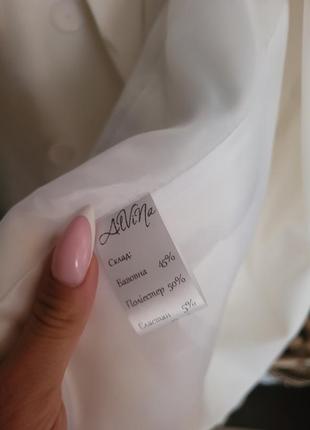 AlViNa
Склад:
Бавовна 45%
Поліестер 50%
Еластан 5%